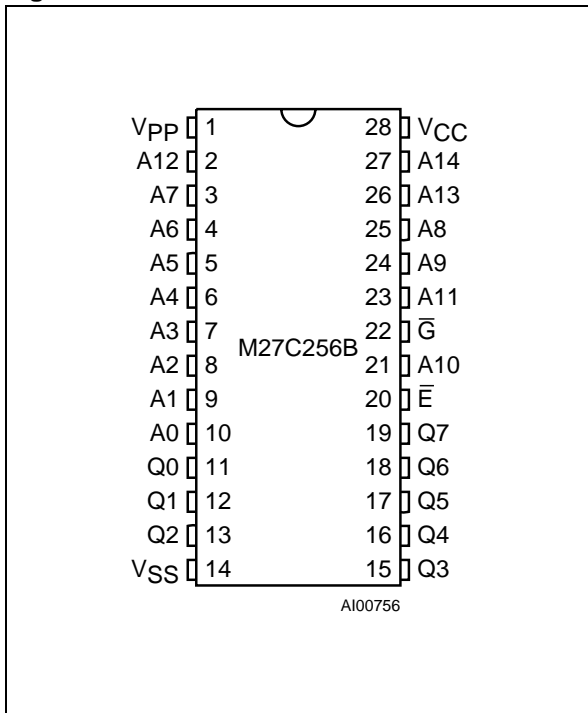 VPP 1 28 VCC
A12 2 27 A14
A7 3 26 A13
A6 4 25 A8
A5 5 24 A9
A4 6 23 A11
A3 7 22 G̅
M27C256B
A2 8 21 A10
A1 9 20 E̅
A0 10 19 Q7
Q0 11 18 Q6
Q1 12 17 Q5
Q2 13 16 Q4
VSS 14 15 Q3
AI00756